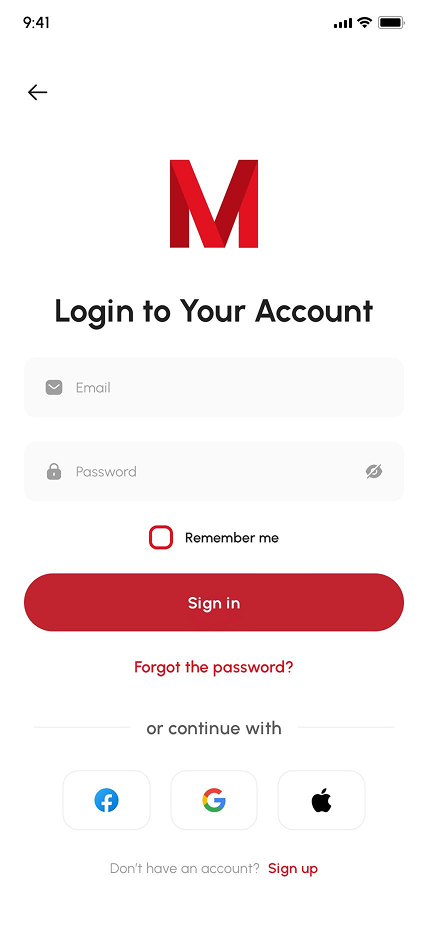 9:41
M
Login to Your Account
Email
Password
Remember me
Sign in
Forgot the password?
or continue with
Don't have an account? Sign up